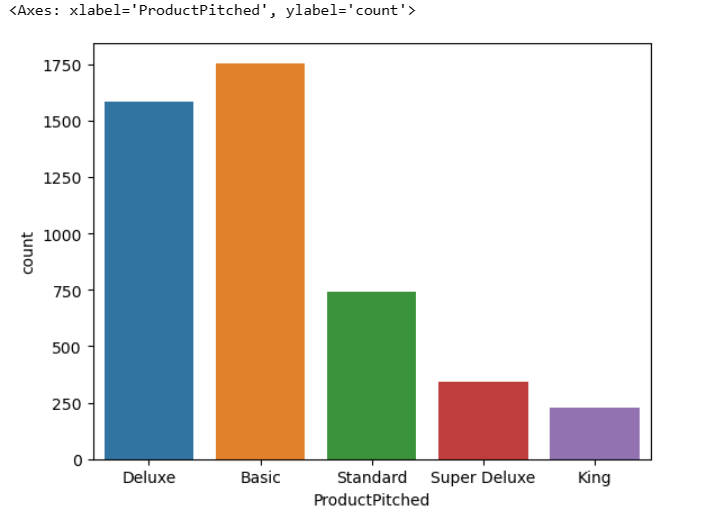 <Axes: xlabel='ProductPitched', ylabel='count'>
1750
1500
1250
1000
750
500
250
0
count
Deluxe Basic Standard Super Deluxe King
ProductPitched